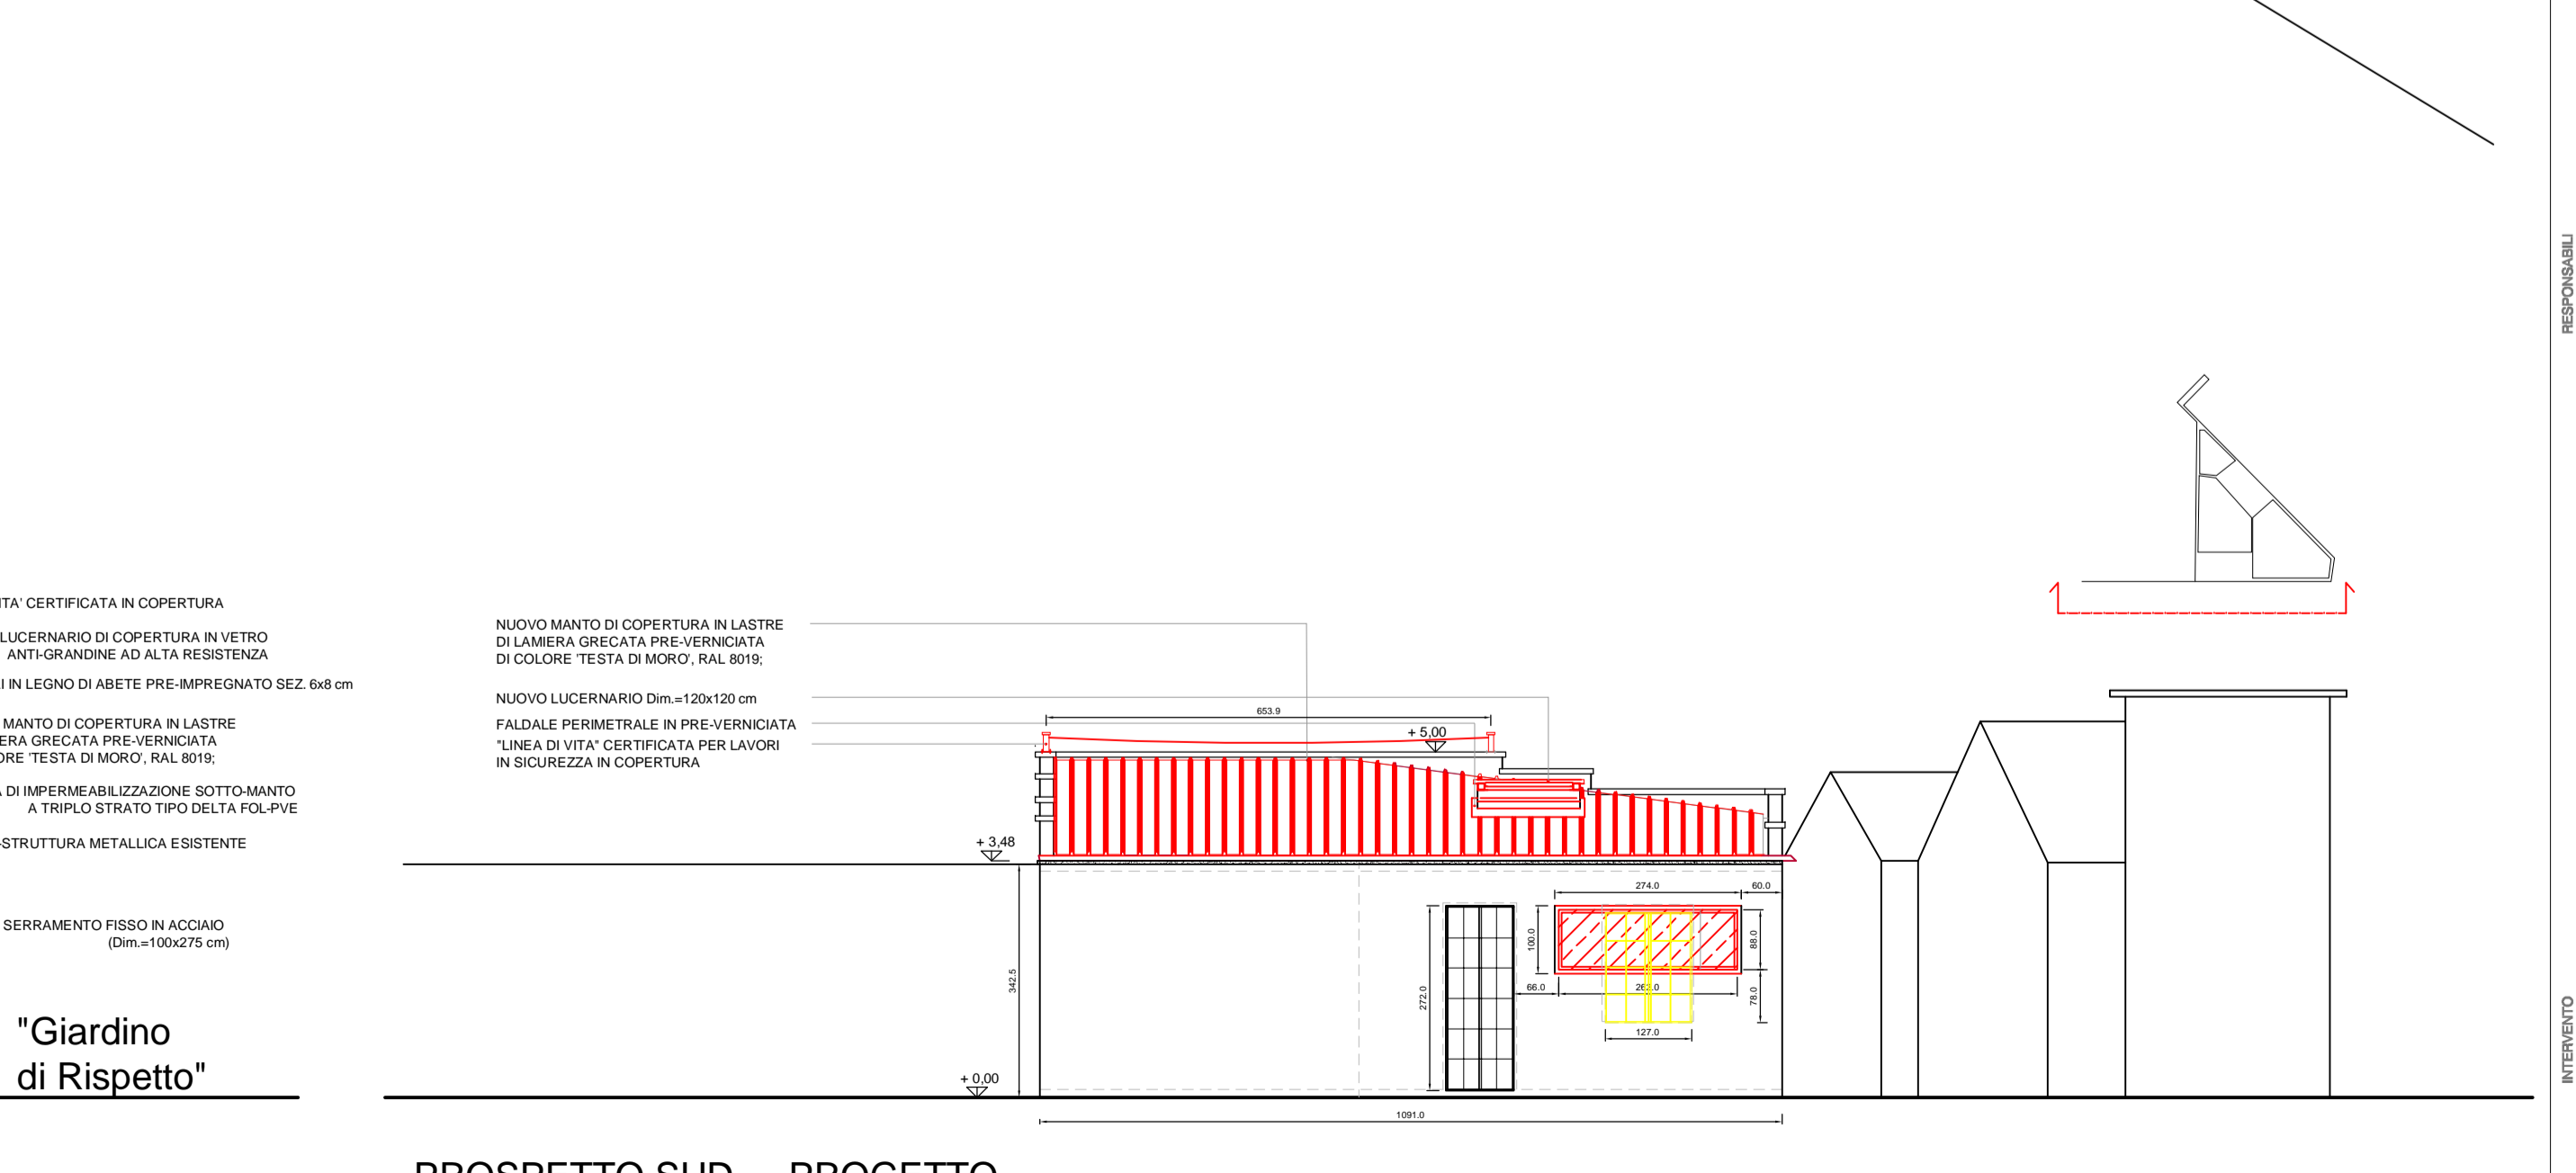 TA' CERTIFICATA IN COPERTURA
LUCERNARIO DI COPERTURA IN VETRO
ANTI-GRANDINE AD ALTA RESISTENZA
I IN LEGNO DI ABETE PRE-IMPREGNATO SEZ. 6x8 cm
MANTO DI COPERTURA IN LASTRE
ERA GRECATA PRE-VERNICIATA
ORE 'TESTA DI MORO', RAL 8019;
DI IMPERMEABILIZZAZIONE SOTTO-MANTO
A TRIPLO STRATO TIPO DELTA FOL-PVE
-STRUTTURA METALLICA ESISTENTE
SERRAMENTO FISSO IN ACCIAIO
(Dim.=100x275 cm)
"Giardino
di Rispetto"
NUOVO MANTO DI COPERTURA IN LASTRE
DI LAMIERA GRECATA PRE-VERNICIATA
DI COLORE 'TESTA DI MORO', RAL 8019;
NUOVO LUCERNARIO Dim.=120x120 cm
FALDALE PERIMETRALE IN PRE-VERNICIATA
"LINEA DI VITA" CERTIFICATA PER LAVORI
IN SICUREZZA IN COPERTURA
653.9
+ 5,00
+ 3,48
274.0
60.0
100.0
88.0
342.5
272.0
66.0
78.0
127.0
+ 0,00
1091.0
PROSPETTO SUD - PROGETTO
RESPONSABILI
INTERVENTO